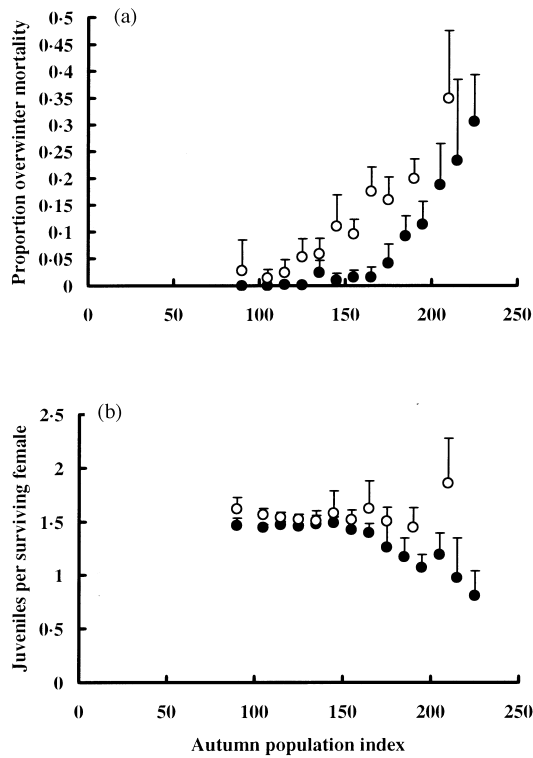 (a)
Proportion overwinter mortality
0·5
0·45
0·4
0·35
0·3
0·25
0·2
0·15
0·1
0·05
0
0 50 100 150 200 250
(b)
Juveniles per surviving female
2·5
2
1·5
1
0·5
0
0 50 100 150 200 250
Autumn population index